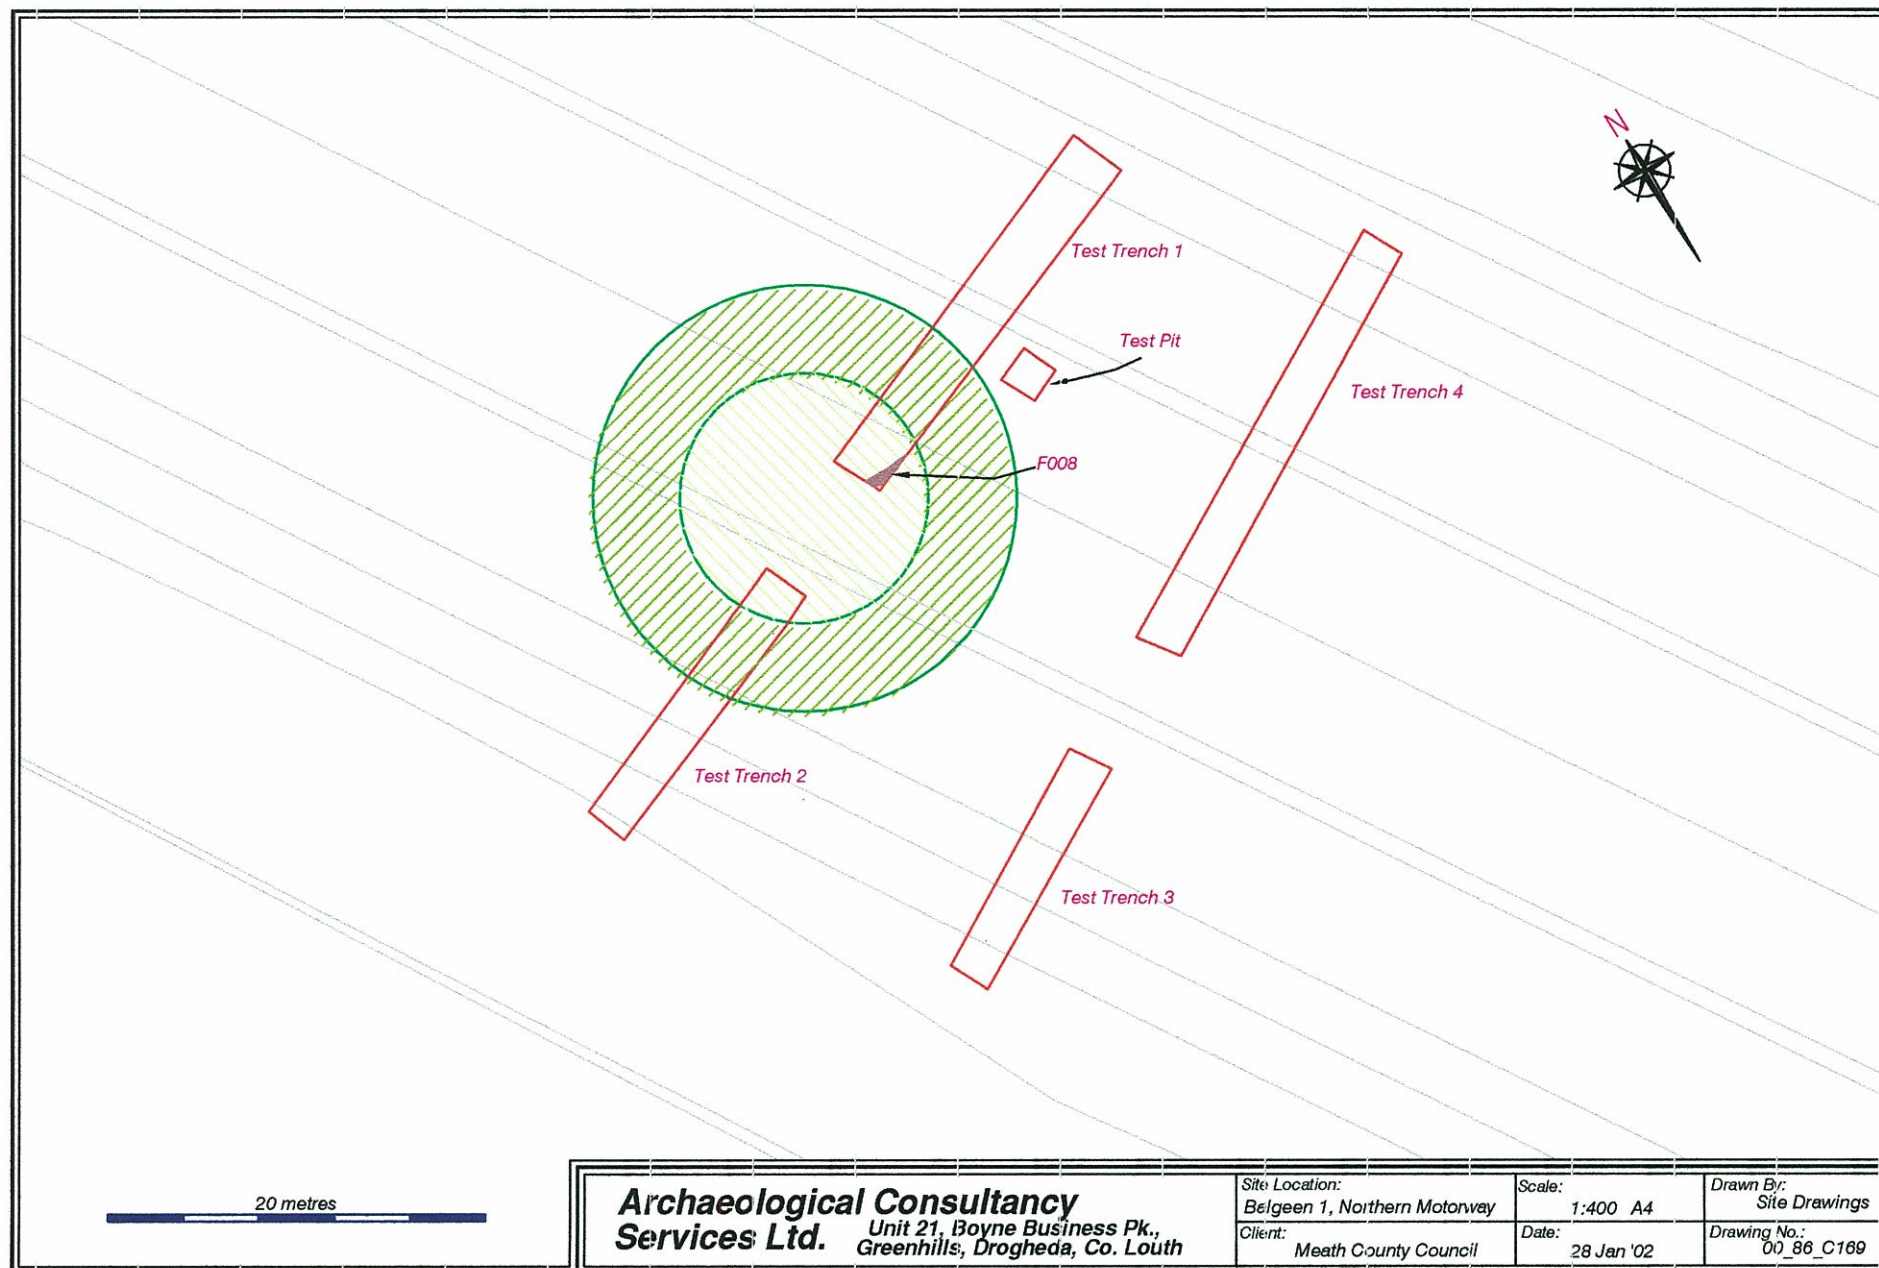 N
Test Trench 1
Test Pit
Test Trench 4
F008
Test Trench 2
Test Trench 3
20 metres
Archaeological Consultancy
Services Ltd.
Unit 21, Boyne Business Pk.,
Greenhills, Drogheda, Co. Louth
Site Location:
Belgeen 1, Northern Motorway
Client:
Meath County Council
Scale:
1:400 A4
Date:
28 Jan '02
Drawn By:
Site Drawings
Drawing No.:
00_86_C169